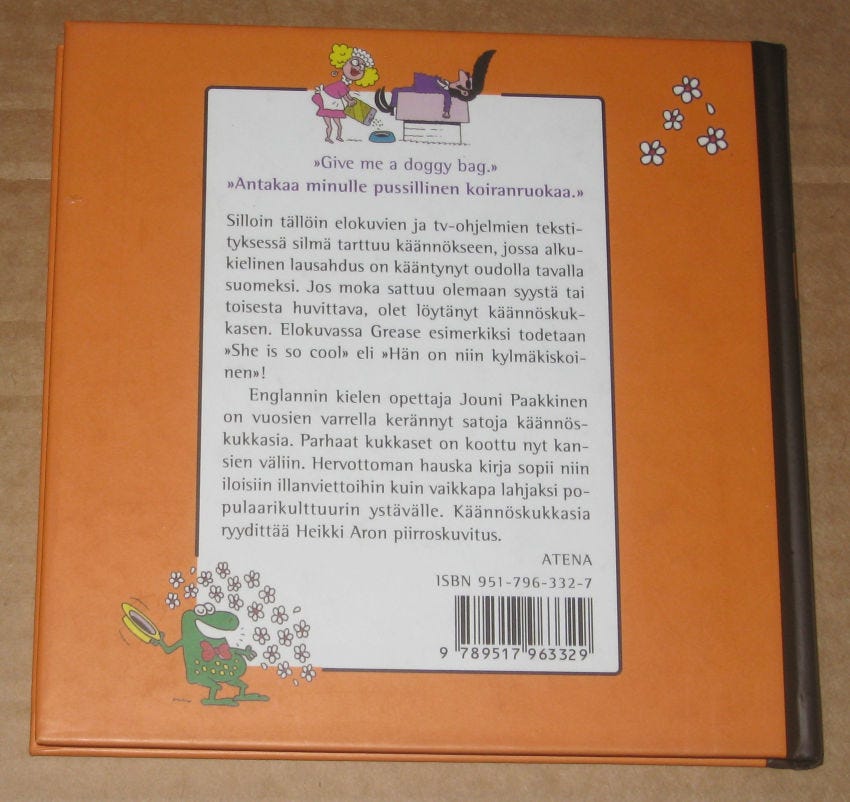 »Give me a doggy bag.»
»Antakaa minulle pussillinen koiranruokaa.»
Silloin tällöin elokuvien ja tv-ohjelmien teksti-
tyksessä silmä tarttuu käännökseen, jossa alku-
kielinen lausahdus on kääntynyt oudolla tavalla
suomeksi. Jos moka sattuu olemaan syystä tai
toisesta huvittava, olet löytänyt käännöskuk-
kasen. Elokuvassa Grease esimerkiksi todetaan
»She is so cool» eli »Hän on niin kylmäkiskoi-
nen»!
Englannin kielen opettaja Jouni Paakkinen
on vuosien varrella kerännyt satoja käännös-
kukkasia. Parhaat kukkaset on koottu nyt kan-
sien väliin. Hervottoman hauska kirja sopii niin
iloisiin illanviettoihin kuin vaikkapa lahjaksi po-
pulaarikulttuurin ystävälle. Käännöskukkasia
ryydittää Heikki Aron piirroskuvitus.
ATENA
ISBN 951-796-332-7
9 789517 963329